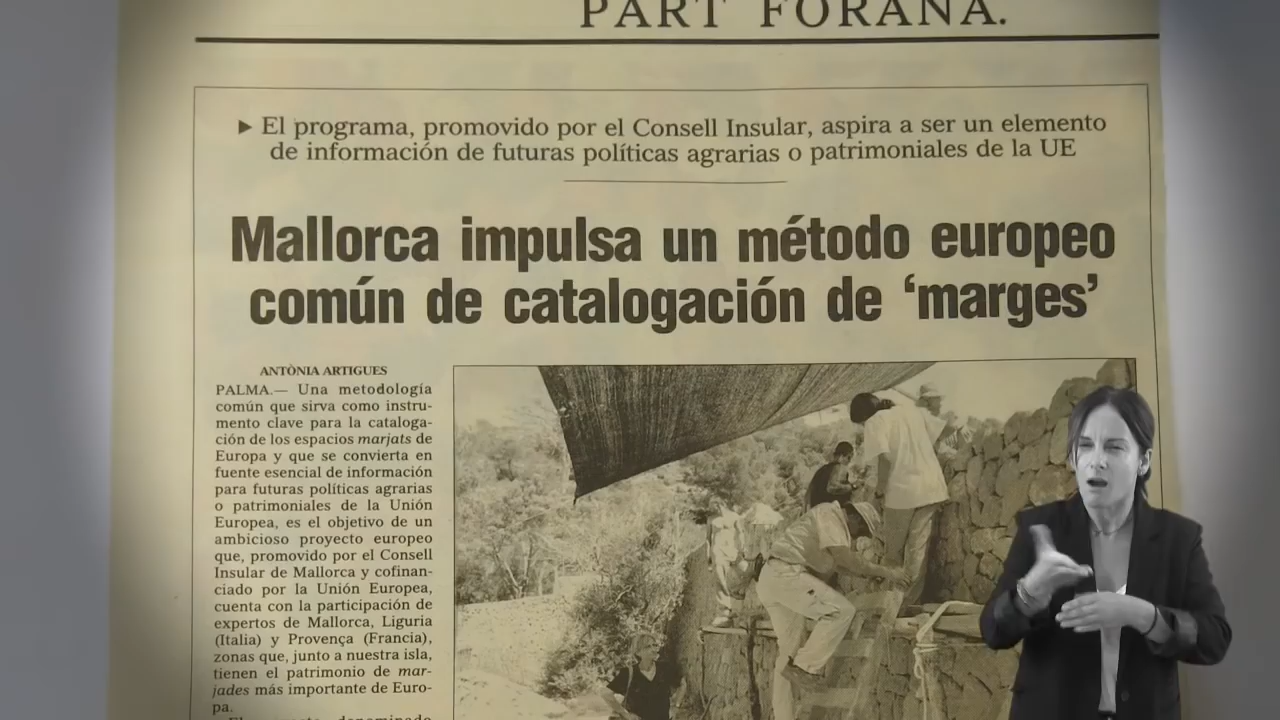 PART FORANA.
► El programa, promovido por el Consell Insular, aspira a ser un elemento
de información de futuras políticas agrarias o patrimoniales de la UE
Mallorca impulsa un método europeo
común de catalogación de ‘marges’
ANTÒNIA ARTIGUES
PALMA.— Una metodología
común que sirva como instru-
mento clave para la cataloga-
ción de los espacios marjats de
Europa y que se convierta en
fuente esencial de información
para futuras políticas agrarias
o patrimoniales de la Unión
Europea, es el objetivo de un
ambicioso proyecto europeo
que, promovido por el Consell
Insular de Mallorca y cofinan-
ciado por la Unión Europea,
cuenta con la participación de
expertos de Mallorca, Liguria
(Italia) y Provença (Francia),
zonas que, junto a nuestra isla,
tienen el patrimonio de mar-
jades más importante de Euro-
pa.